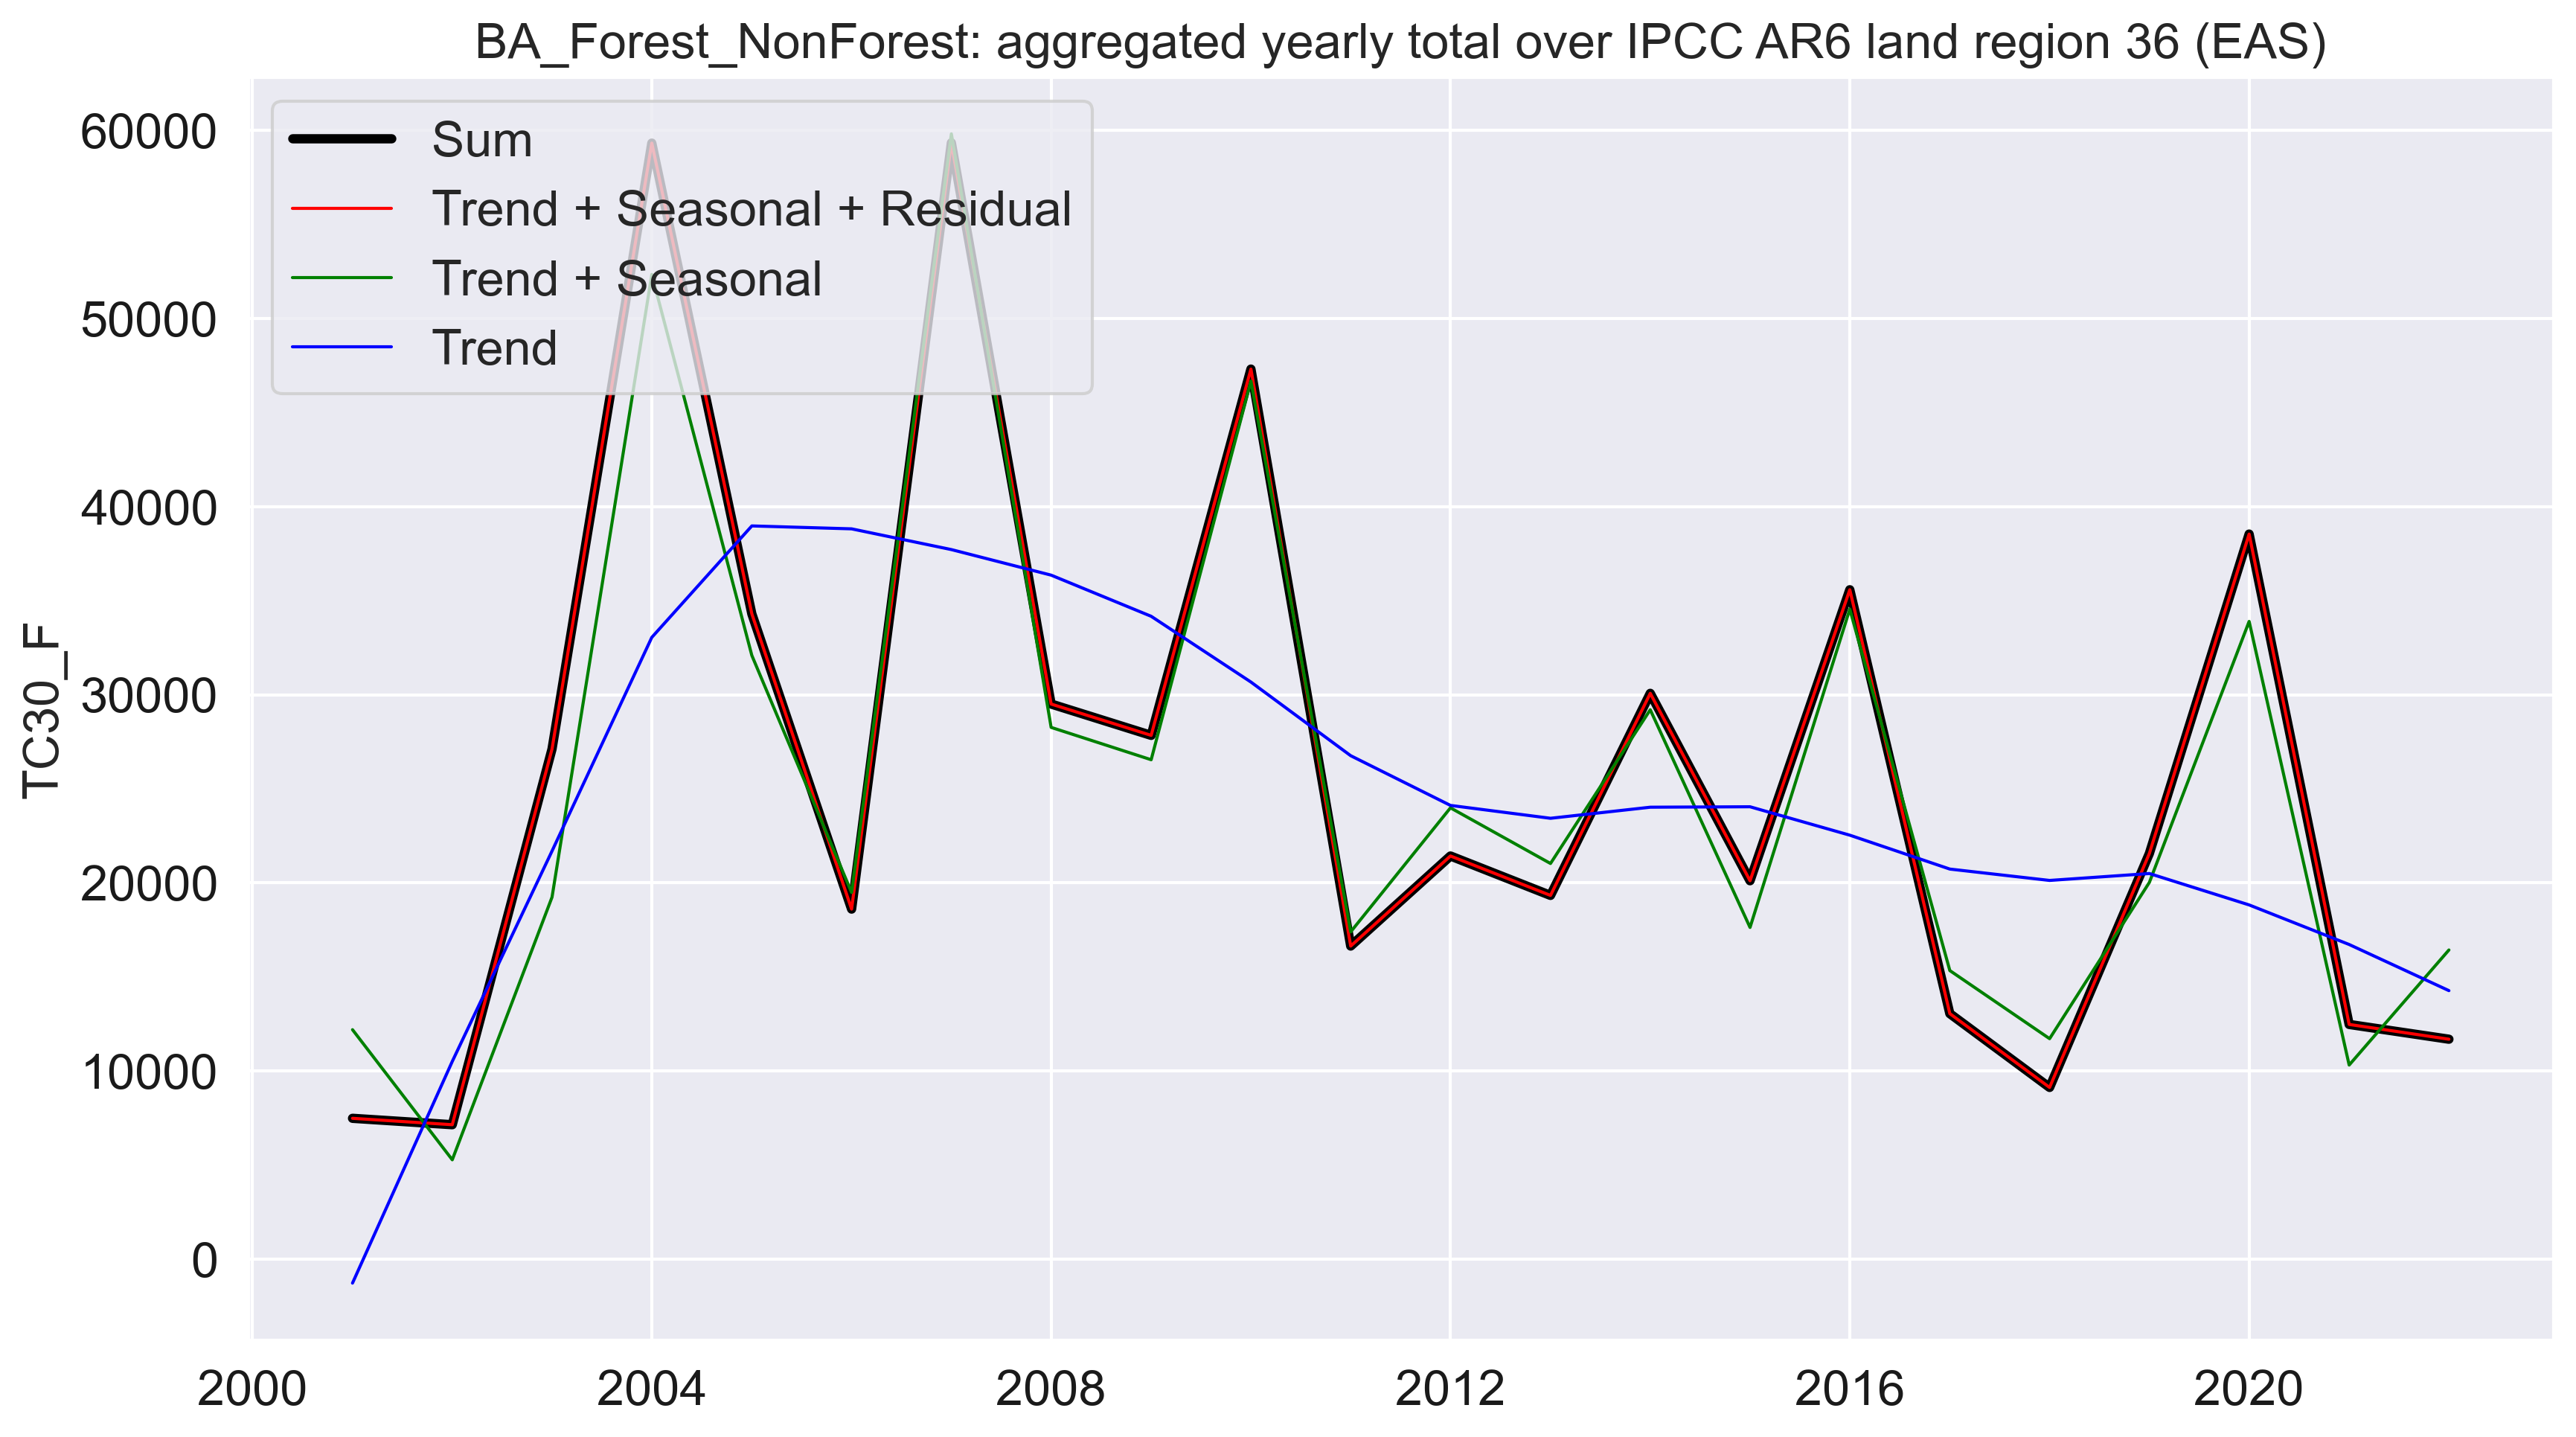 BA_Forest_NonForest: aggregated yearly total over IPCC AR6 land region 36 (EAS)
Sum
Trend + Seasonal + Residual
Trend + Seasonal
Trend
60000
50000
40000
30000
20000
10000
0
TC30_F
2000
2004
2008
2012
2016
2020